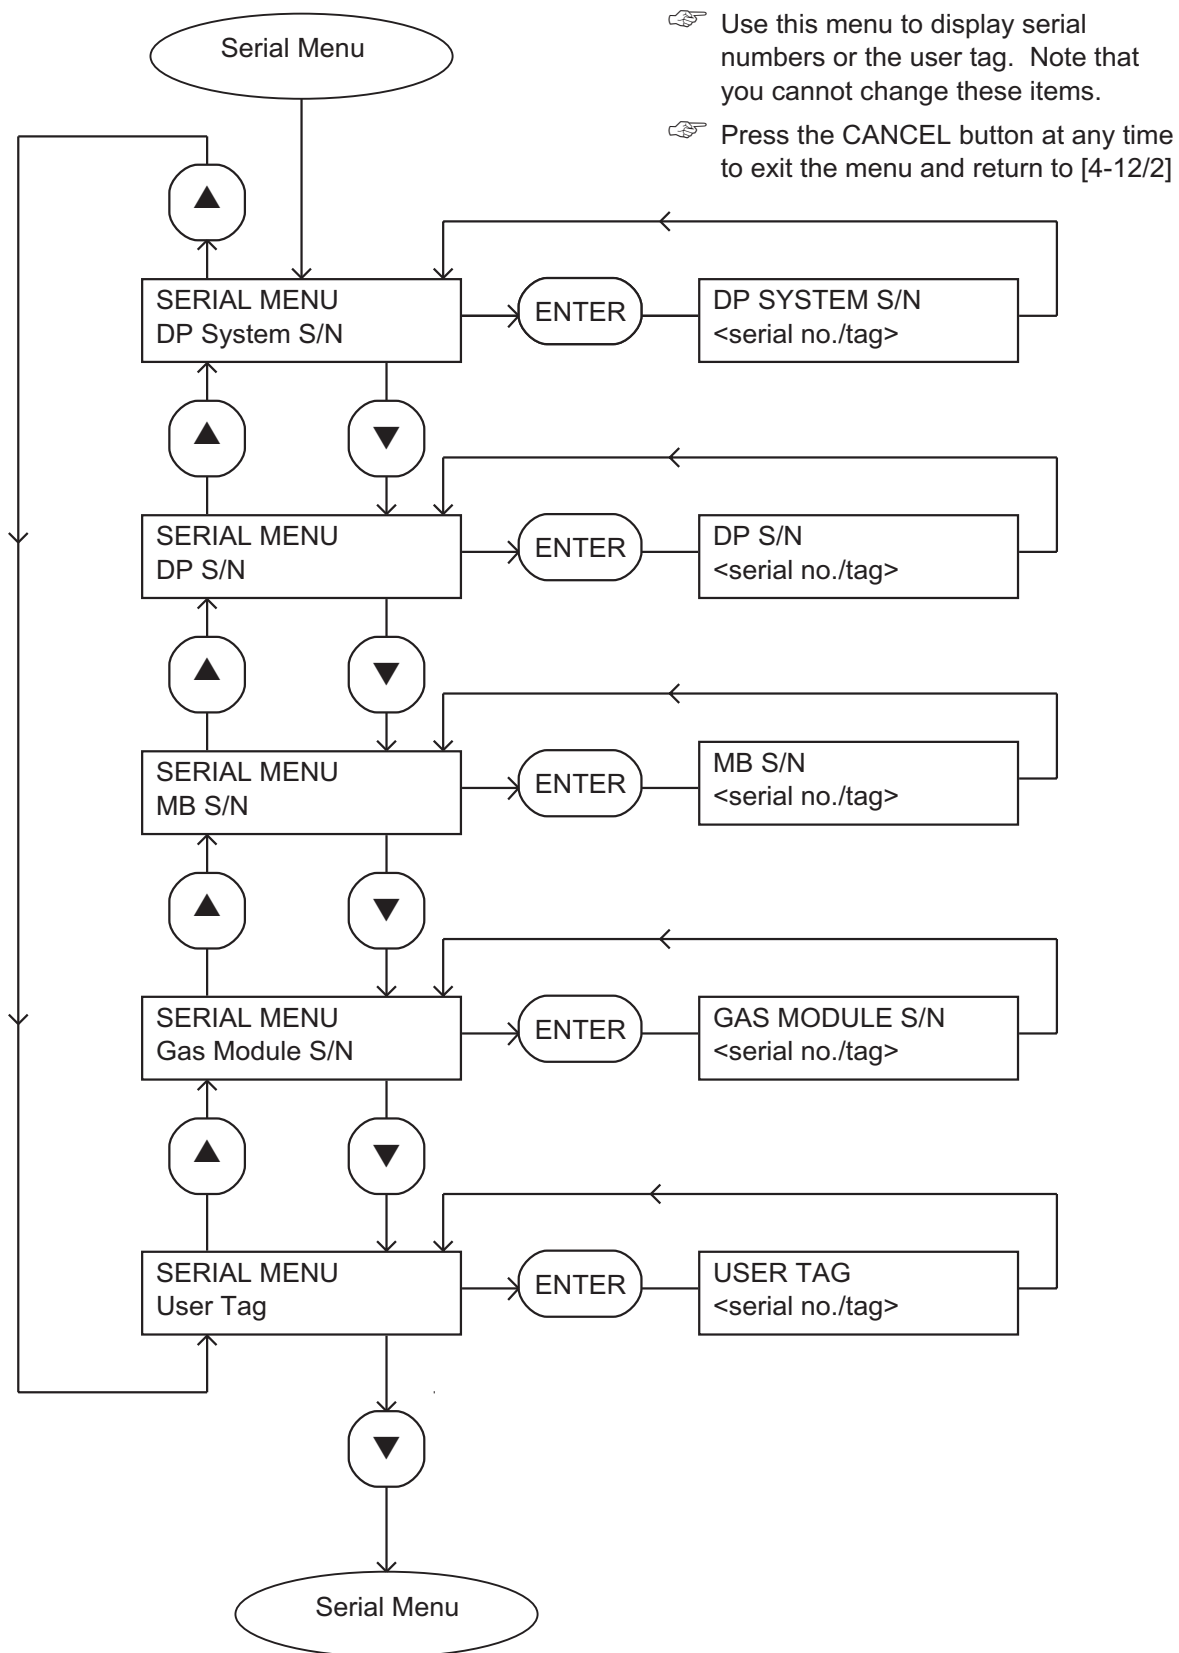 Serial Menu
☞ Use this menu to display serial
numbers or the user tag.  Note that
you cannot change these items.
☞ Press the CANCEL button at any time
to exit the menu and return to [4-12/2]
▲
SERIAL MENU
DP System S/N
ENTER
DP SYSTEM S/N
<serial no./tag>
▲
▼
SERIAL MENU
DP S/N
ENTER
DP S/N
<serial no./tag>
▲
▼
SERIAL MENU
MB S/N
ENTER
MB S/N
<serial no./tag>
▲
▼
SERIAL MENU
Gas Module S/N
ENTER
GAS MODULE S/N
<serial no./tag>
▲
▼
SERIAL MENU
User Tag
ENTER
USER TAG
<serial no./tag>
▼
Serial Menu